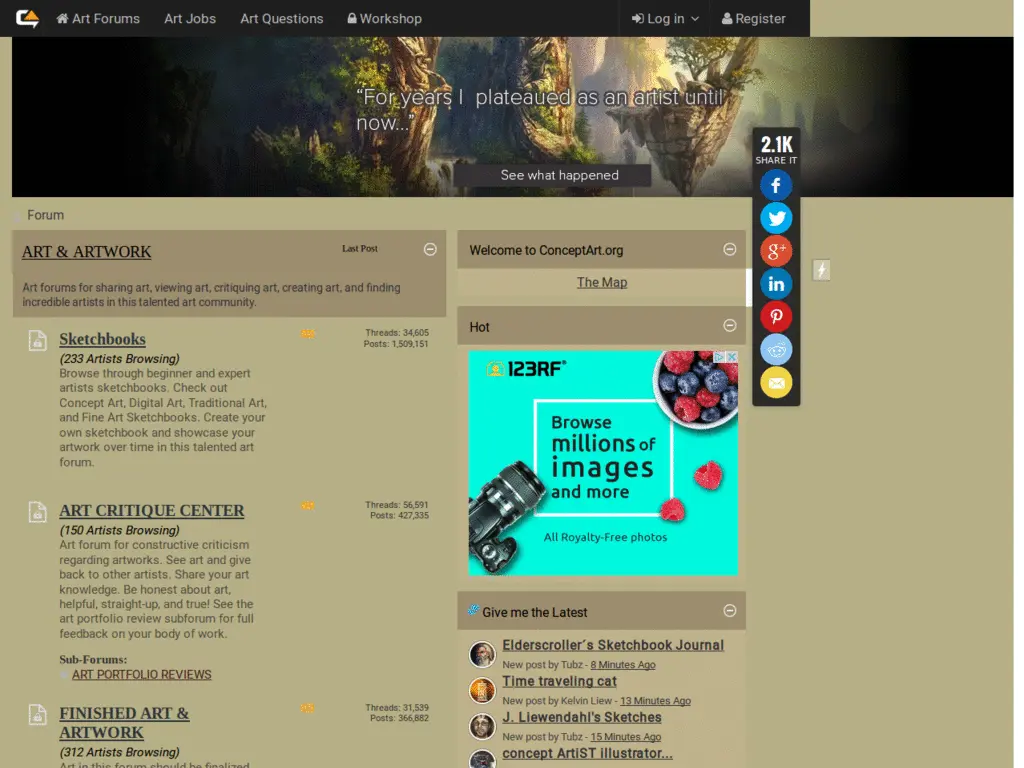 Art Forums
Art Jobs
Art Questions
Workshop
Log in
Register
“For years I plateaued as an artist until
now...”
See what happened
2.1K
SHARE IT
Forum
ART & ARTWORK
Last Post
Art forums for sharing art, viewing art, critiquing art, creating art, and finding
incredible artists in this talented art community.
Sketchbooks
(233 Artists Browsing)
Browse through beginner and expert
artists sketchbooks. Check out
Concept Art, Digital Art, Traditional Art,
and Fine Art Sketchbooks. Create your
own sketchbook and showcase your
artwork over time in this talented art
forum.
Threads: 34,605
Posts: 1,509,151
ART CRITIQUE CENTER
(150 Artists Browsing)
Art forum for constructive criticism
regarding artworks. See art and give
back to other artists. Share your art
knowledge. Be honest about art,
helpful, straight-up, and true! See the
art portfolio review subforum for full
feedback on your body of work.
Sub-Forums:
ART PORTFOLIO REVIEWS
Threads: 56,591
Posts: 427,335
FINISHED ART &
ARTWORK
(312 Artists Browsing)
Art in this forum should be finalized
Threads: 31,539
Posts: 366,882
Welcome to ConceptArt.org
The Map
Hot
123RF®
Browse
millions of
images
and more
All Royalty-Free photos
Give me the Latest
Elderscroller´s Sketchbook Journal
New post by Tubz - 8 Minutes Ago
Time traveling cat
New post by Kelvin Liew - 13 Minutes Ago
J. Liewendahl's Sketches
New post by Tubz - 15 Minutes Ago
concept ArtiST illustrator...